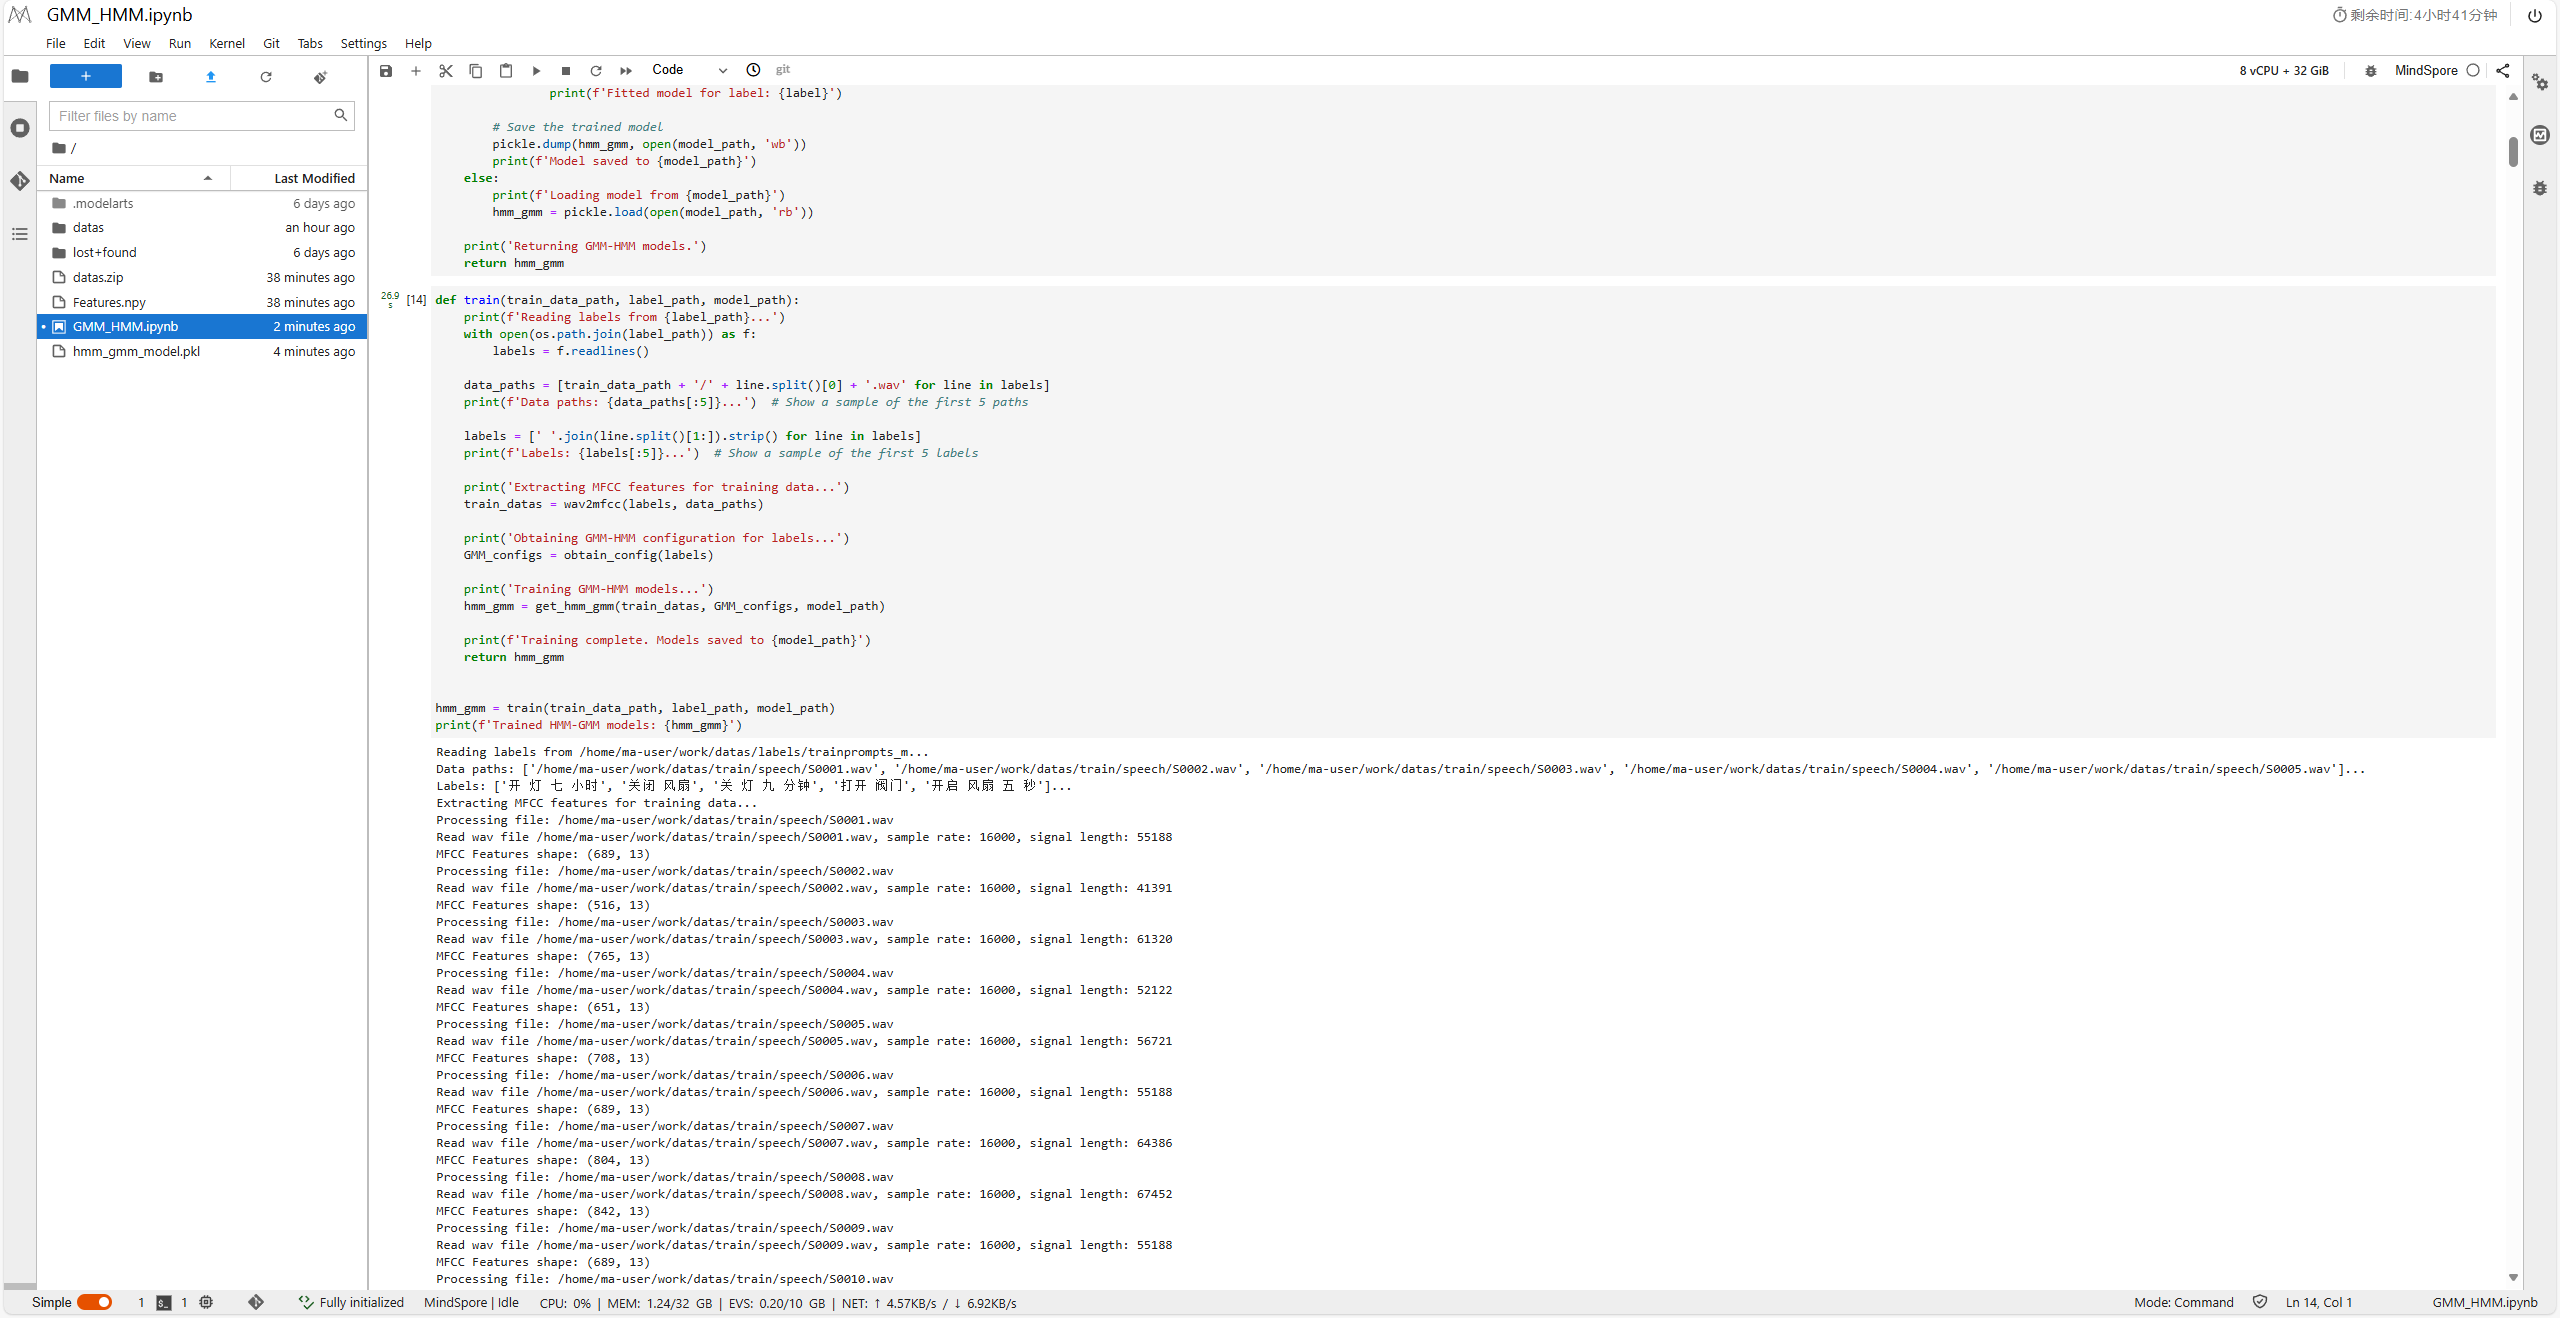 GMM_HMM.ipynb
剩余时间:4小时41分钟
File Edit View Run Kernel Git Tabs Settings Help
+
Code
git
8 vCPU + 32 GiB
MindSpore
Filter files by name
/
Name Last Modified
.modelarts 6 days ago
datas an hour ago
lost+found 6 days ago
datas.zip 38 minutes ago
Features.npy 38 minutes ago
GMM_HMM.ipynb 2 minutes ago
hmm_gmm_model.pkl 4 minutes ago
print(f'Fitted model for label: {label}')
# Save the trained model
pickle.dump(hmm_gmm, open(model_path, 'wb'))
print(f'Model saved to {model_path}')
else:
print(f'Loading model from {model_path}')
hmm_gmm = pickle.load(open(model_path, 'rb'))
print('Returning GMM-HMM models.')
return hmm_gmm
26.9 s
[14]
def train(train_data_path, label_path, model_path):
print(f'Reading labels from {label_path}...')
with open(os.path.join(label_path)) as f:
labels = f.readlines()
data_paths = [train_data_path + '/' + line.split()[0] + '.wav' for line in labels]
print(f'Data paths: {data_paths[:5]}...')  # Show a sample of the first 5 paths
labels = [' '.join(line.split()[1:]).strip() for line in labels]
print(f'Labels: {labels[:5]}...')  # Show a sample of the first 5 labels
print('Extracting MFCC features for training data...')
train_datas = wav2mfcc(labels, data_paths)
print('Obtaining GMM-HMM configuration for labels...')
GMM_configs = obtain_config(labels)
print('Training GMM-HMM models...')
hmm_gmm = get_hmm_gmm(train_datas, GMM_configs, model_path)
print(f'Training complete. Models saved to {model_path}')
return hmm_gmm
hmm_gmm = train(train_data_path, label_path, model_path)
print(f'Trained HMM-GMM models: {hmm_gmm}')
Reading labels from /home/ma-user/work/datas/labels/trainprompts_m...
Data paths: ['/home/ma-user/work/datas/train/speech/S0001.wav', '/home/ma-user/work/datas/train/speech/S0002.wav', '/home/ma-user/work/datas/train/speech/S0003.wav', '/home/ma-user/work/datas/train/speech/S0004.wav', '/home/ma-user/work/datas/train/speech/S0005.wav']...
Labels: ['开 灯 七 小时', '关闭 风扇', '关 灯 九 分钟', '打开 阀门', '开启 风扇 五 秒']...
Extracting MFCC features for training data...
Processing file: /home/ma-user/work/datas/train/speech/S0001.wav
Read wav file /home/ma-user/work/datas/train/speech/S0001.wav, sample rate: 16000, signal length: 55188
MFCC Features shape: (689, 13)
Processing file: /home/ma-user/work/datas/train/speech/S0002.wav
Read wav file /home/ma-user/work/datas/train/speech/S0002.wav, sample rate: 16000, signal length: 41391
MFCC Features shape: (516, 13)
Processing file: /home/ma-user/work/datas/train/speech/S0003.wav
Read wav file /home/ma-user/work/datas/train/speech/S0003.wav, sample rate: 16000, signal length: 61320
MFCC Features shape: (765, 13)
Processing file: /home/ma-user/work/datas/train/speech/S0004.wav
Read wav file /home/ma-user/work/datas/train/speech/S0004.wav, sample rate: 16000, signal length: 52122
MFCC Features shape: (651, 13)
Processing file: /home/ma-user/work/datas/train/speech/S0005.wav
Read wav file /home/ma-user/work/datas/train/speech/S0005.wav, sample rate: 16000, signal length: 56721
MFCC Features shape: (708, 13)
Processing file: /home/ma-user/work/datas/train/speech/S0006.wav
Read wav file /home/ma-user/work/datas/train/speech/S0006.wav, sample rate: 16000, signal length: 55188
MFCC Features shape: (689, 13)
Processing file: /home/ma-user/work/datas/train/speech/S0007.wav
Read wav file /home/ma-user/work/datas/train/speech/S0007.wav, sample rate: 16000, signal length: 64386
MFCC Features shape: (804, 13)
Processing file: /home/ma-user/work/datas/train/speech/S0008.wav
Read wav file /home/ma-user/work/datas/train/speech/S0008.wav, sample rate: 16000, signal length: 67452
MFCC Features shape: (842, 13)
Processing file: /home/ma-user/work/datas/train/speech/S0009.wav
Read wav file /home/ma-user/work/datas/train/speech/S0009.wav, sample rate: 16000, signal length: 55188
MFCC Features shape: (689, 13)
Processing file: /home/ma-user/work/datas/train/speech/S0010.wav
Simple 1 1 Fully initialized MindSpore | Idle CPU: 0% | MEM: 1.24/32 GB | EVS: 0.20/10 GB | NET: ↑ 4.57KB/s / ↓ 6.92KB/s Mode: Command Ln 14, Col 1 GMM_HMM.ipynb